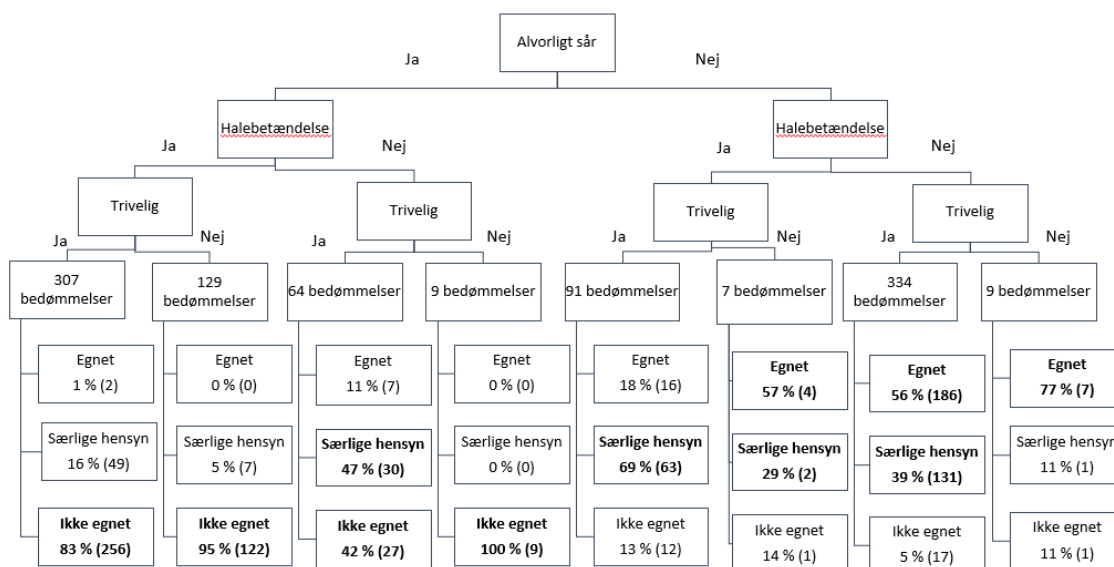 Alvorligt sår
Ja
Nej
Halebetændelse
Halebetændelse
Ja
Nej
Ja
Nej
Trivelig
Trivelig
Trivelig
Trivelig
Ja
Nej
Ja
Nej
Ja
Nej
Ja
Nej
307
bedømmelser
129
bedømmelser
64 bedømmelser
9 bedømmelser
91 bedømmelser
7 bedømmelser
334
bedømmelser
9 bedømmelser
Egnet
1 % (2)
Egnet
0 % (0)
Egnet
11 % (7)
Egnet
0 % (0)
Egnet
18 % (16)
Egnet
57 % (4)
Egnet
56 % (186)
Egnet
77 % (7)
Særlige hensyn
16 % (49)
Særlige hensyn
5 % (7)
Særlige hensyn
47 % (30)
Særlige hensyn
0 % (0)
Særlige hensyn
69 % (63)
Særlige hensyn
29 % (2)
Særlige hensyn
39 % (131)
Særlige hensyn
11 % (1)
Ikke egnet
83 % (256)
Ikke egnet
95 % (122)
Ikke egnet
42 % (27)
Ikke egnet
100 % (9)
Ikke egnet
13 % (12)
Ikke egnet
14 % (1)
Ikke egnet
5 % (17)
Ikke egnet
11 % (1)